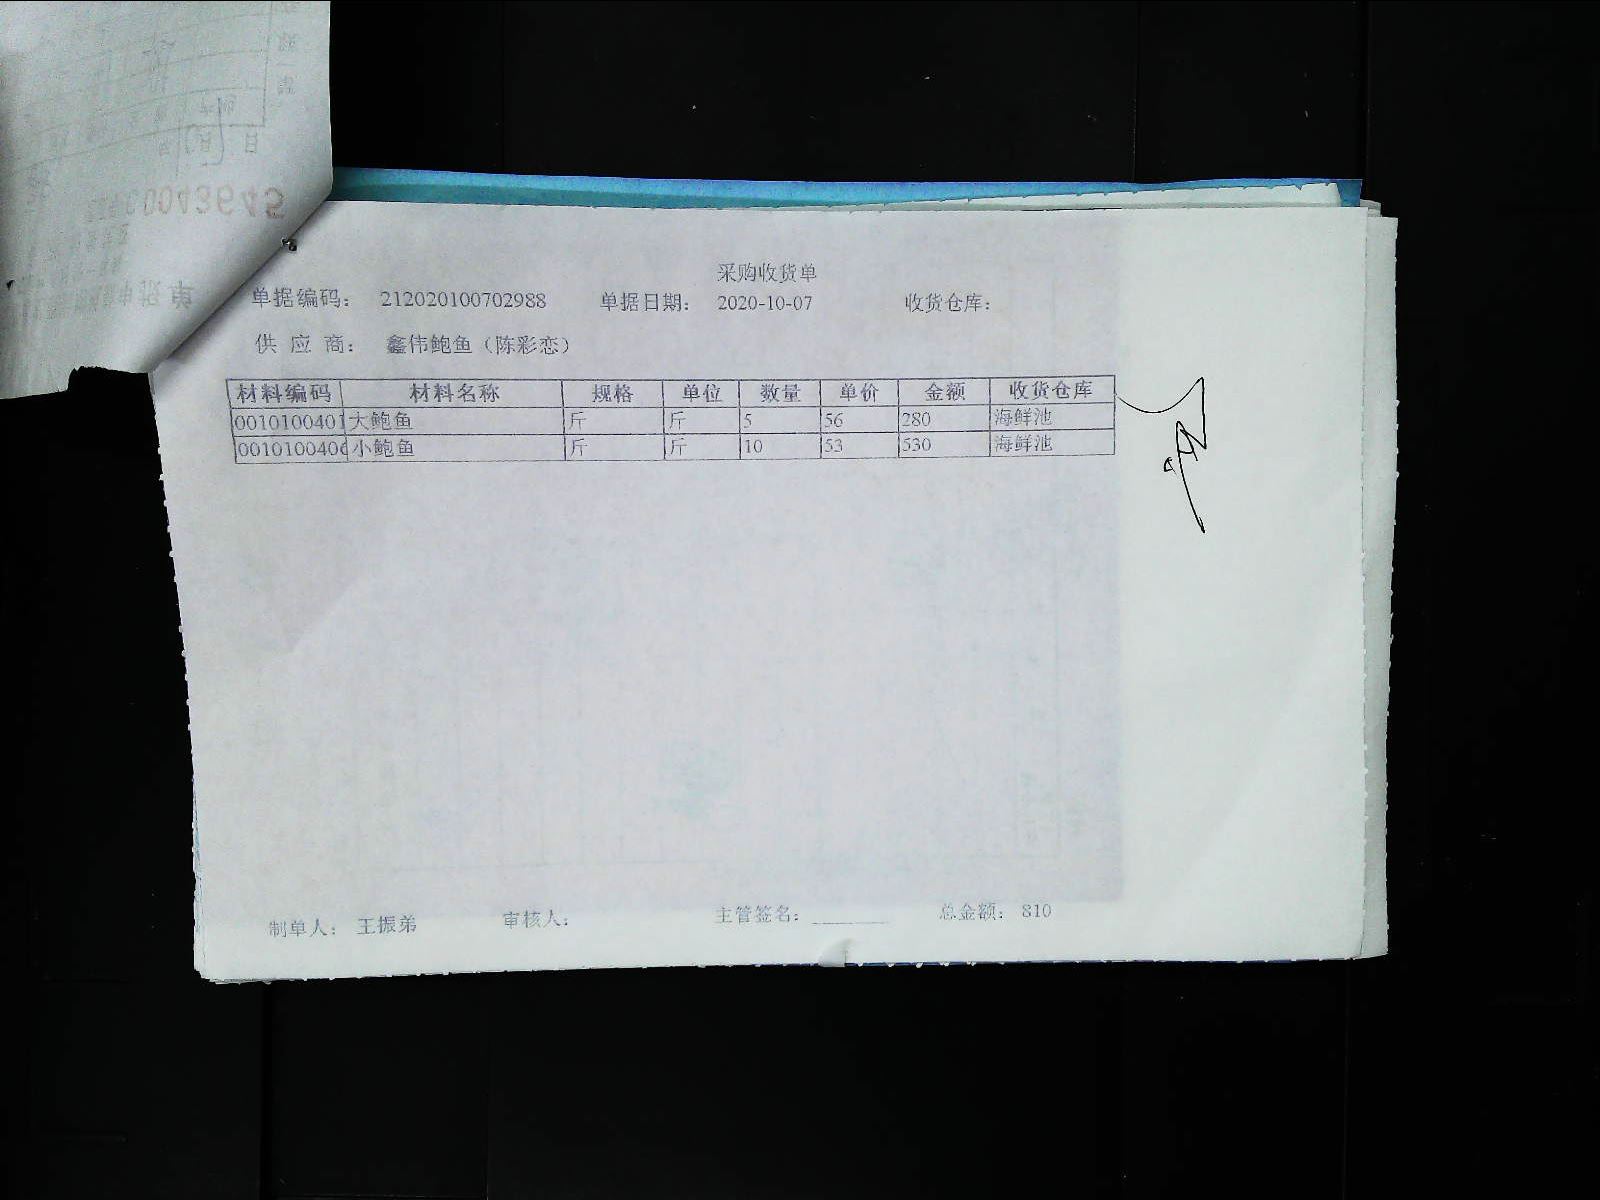 00043645
采购收货单
单据编码： 212020100702988 单据日期： 2020-10-07 收货仓库：
供应商： 鑫伟鲍鱼（陈彩恋）
材料编码 材料名称 规格 单位 数量 单价 金额 收货仓库
0010100401 大鲍鱼 斤 斤 5 56 280 海鲜池
001010040 小鲍鱼 斤 斤 10 53 530 海鲜池
制单人： 王振弟 审核人： 主管签名： 总金额： 810